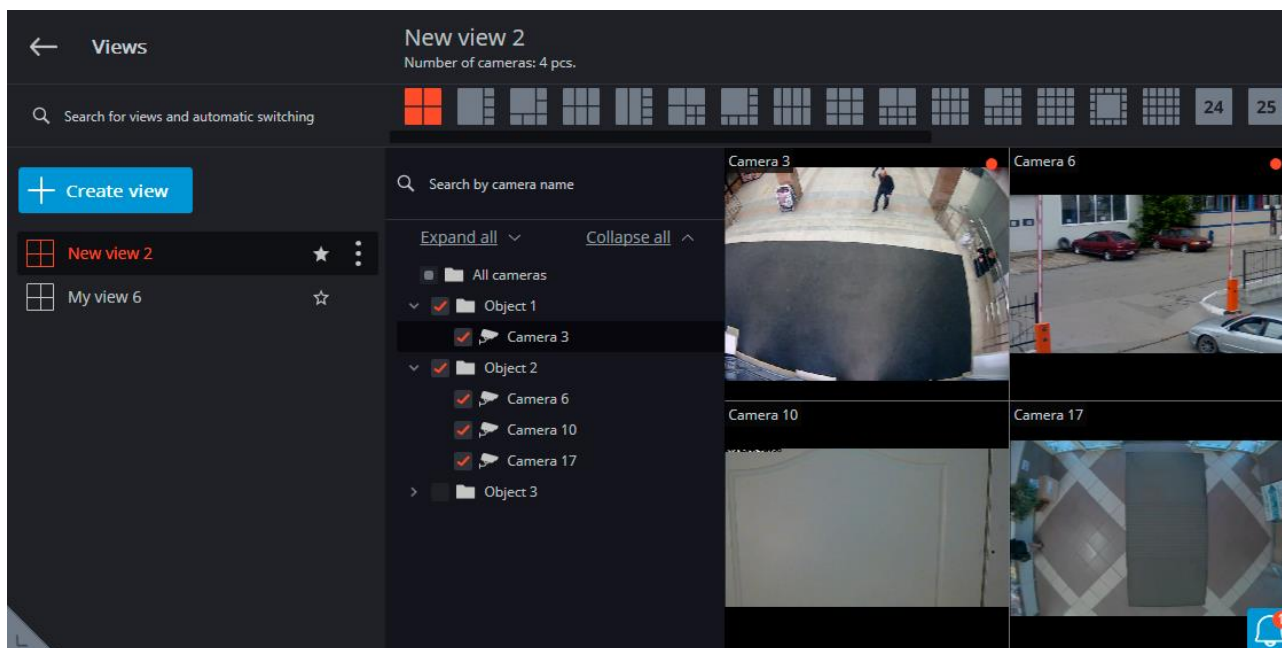 Views
New view 2
Number of cameras: 4 pcs.
Search for views and automatic switching
24
25
Create view
New view 2
My view 6
Search by camera name
Expand all
Collapse all
All cameras
Object 1
Camera 3
Object 2
Camera 6
Camera 10
Camera 17
Object 3
Camera 3
Camera 6
Camera 10
Camera 17